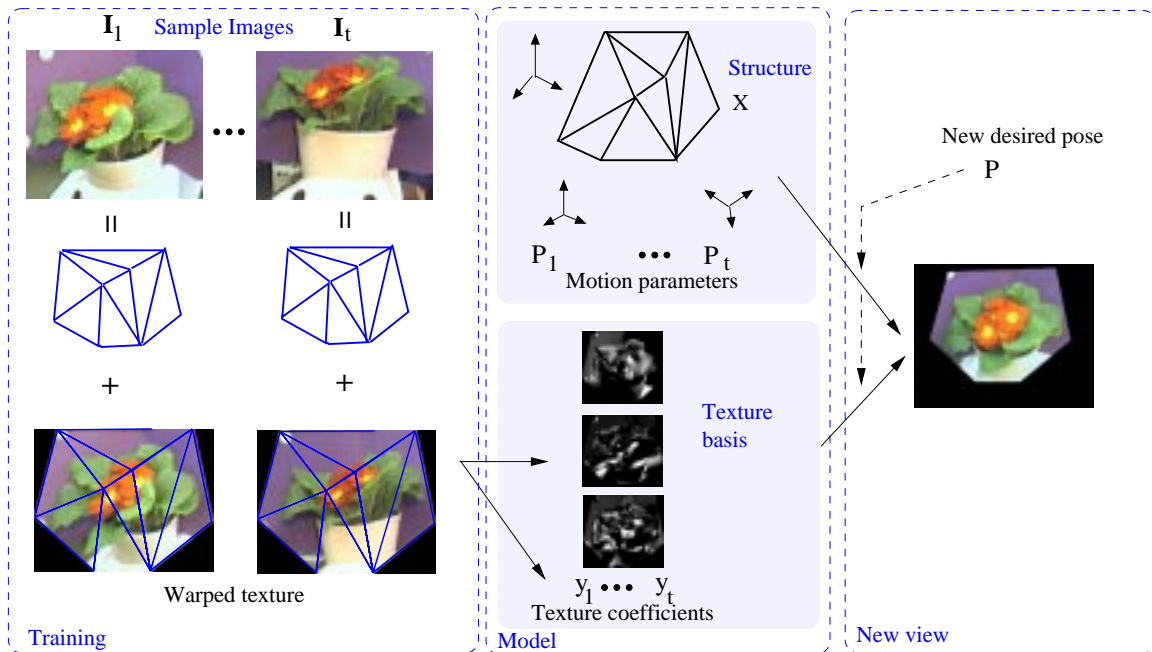 I1 Sample Images It
=
=
+
+
Warped texture
Training
Structure
X
P1 ••• Pt
Motion parameters
Texture
basis
y1 ••• yt
Texture coefficients
Model
New desired pose
P
New view